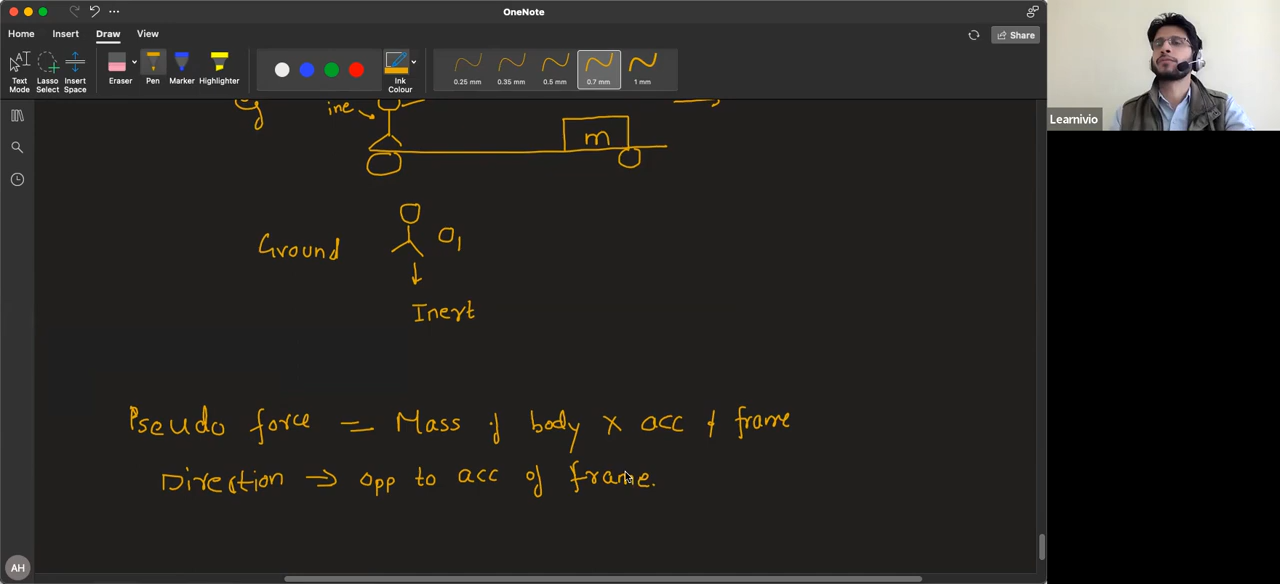 OneNote
Home Insert Draw View
Share
Text Mode
Lasso Select
Insert Space
Eraser
Pen
Marker
Highlighter
Ink Colour
0.25 mm
0.35 mm
0.5 mm
0.7 mm
1 mm
Learnivio
ine
m
Ground O1
Inert
Pseudo force = Mass of body x acc of frame
Direction ⇒ opp to acc of frame.
AH